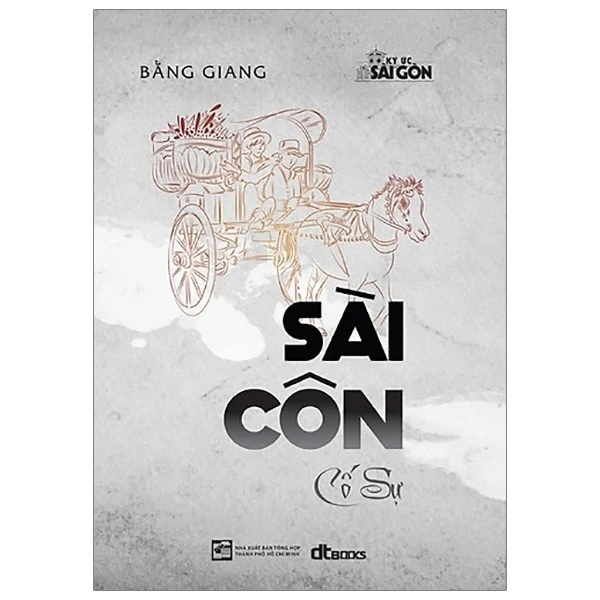 BẰNG GIANG
KÝ ỨC
SÀI GÒN
SÀI
CÔN
Cố Sự
NHÀ XUẤT BẢN TỔNG HỢP
THÀNH PHỐ HỒ CHÍ MINH
dtBOOKS